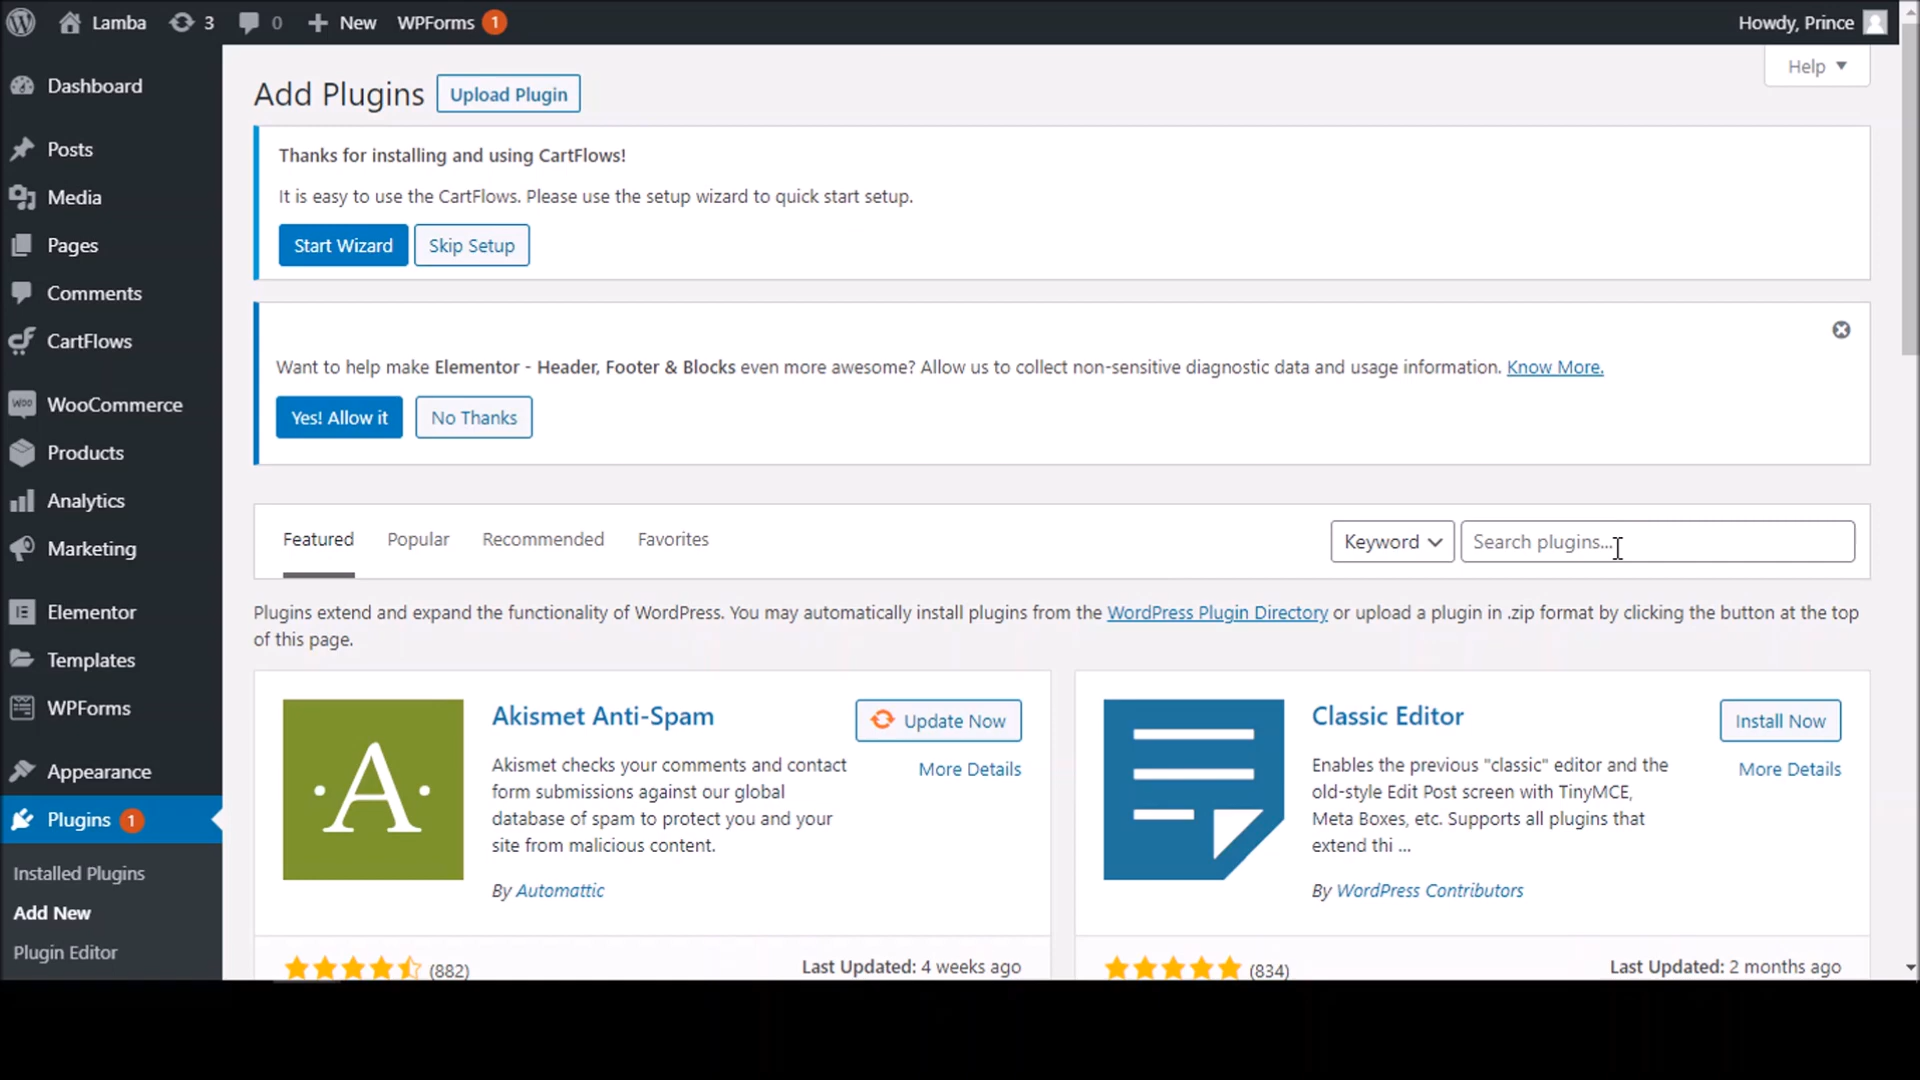 Lamba 3 0 New WPForms 1 Howdy, Prince
Help
Dashboard
Posts
Media
Pages
Comments
CartFlows
WooCommerce
Products
Analytics
Marketing
Elementor
Templates
WPForms
Appearance
Plugins 1
Installed Plugins
Add New
Plugin Editor
Add Plugins Upload Plugin
Thanks for installing and using CartFlows!
It is easy to use the CartFlows. Please use the setup wizard to quick start setup.
Start Wizard Skip Setup
Want to help make Elementor - Header, Footer & Blocks even more awesome? Allow us to collect non-sensitive diagnostic data and usage information. Know More.
Yes! Allow it No Thanks
Featured Popular Recommended Favorites Keyword Search plugins...
Plugins extend and expand the functionality of WordPress. You may automatically install plugins from the WordPress Plugin Directory or upload a plugin in .zip format by clicking the button at the top
of this page.
A
Akismet Anti-Spam Update Now
More Details
Akismet checks your comments and contact
form submissions against our global
database of spam to protect you and your
site from malicious content.
By Automattic
(882) Last Updated: 4 weeks ago
Classic Editor Install Now
More Details
Enables the previous "classic" editor and the
old-style Edit Post screen with TinyMCE,
Meta Boxes, etc. Supports all plugins that
extend thi ...
By WordPress Contributors
(834) Last Updated: 2 months ago